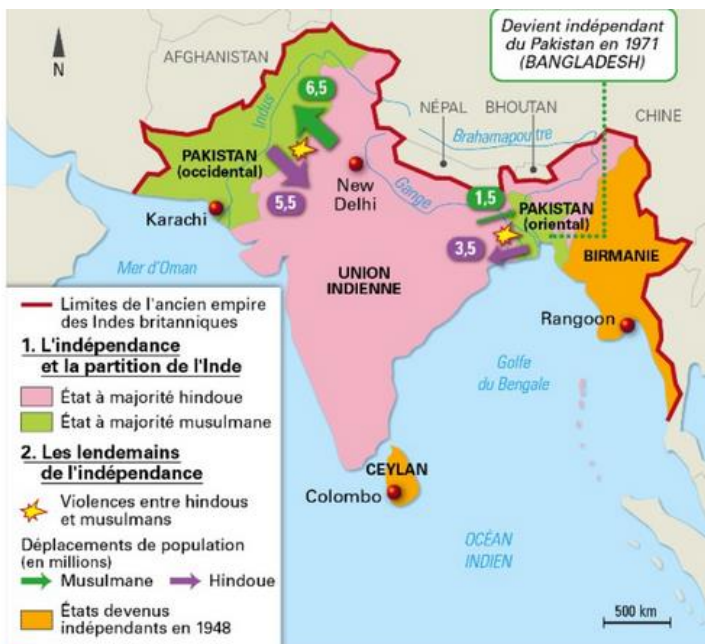 Devient indépendant
du Pakistan en 1971
(BANGLADESH)
N
AFGHANISTAN
6,5
Indus
NÉPAL
BHOUTAN
CHINE
Brahamapoutre
PAKISTAN
(occidental)
New
Delhi
Gange
1,5
PAKISTAN
(oriental)
5,5
Karachi
3,5
BIRMANIE
Mer d'Oman
UNION
INDIENNE
Rangoon
Golfe
du Bengale
CEYLAN
Colombo
OCÉAN
INDIEN
500 km
Limites de l'ancien empire
des Indes britanniques
1. L'indépendance
et la partition de l'Inde
État à majorité hindoue
État à majorité musulmane
2. Les lendemains
de l'indépendance
Violences entre hindous
et musulmans
Déplacements de population
(en millions)
Musulmane
Hindoue
États devenus
indépendants en 1948